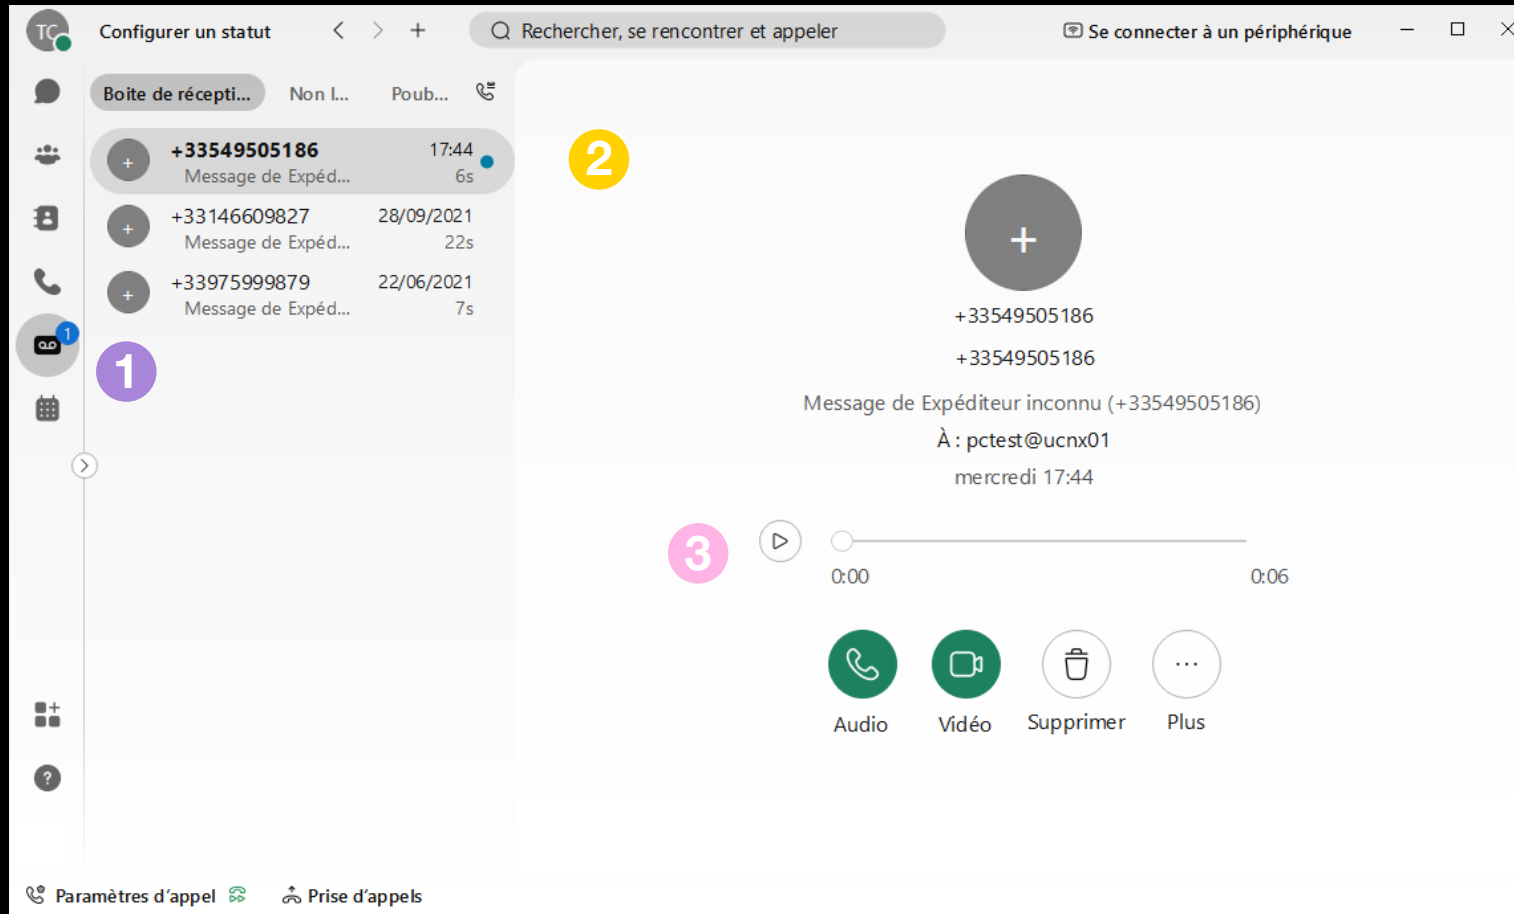 TC Configurer un statut Rechercher, se rencontrer et appeler Se connecter à un périphérique
Boite de récepti... Non l... Poub...
+33549505186 17:44
Message de Expéd... 6s
+33146609827 28/09/2021
Message de Expéd... 22s
+33975999879 22/06/2021
Message de Expéd... 7s
1
1
2
+33549505186
+33549505186
Message de Expéditeur inconnu (+33549505186)
À : pctest@ucnx01
mercredi 17:44
3
0:00 0:06
Audio Vidéo Supprimer Plus
Paramètres d'appel Prise d'appels